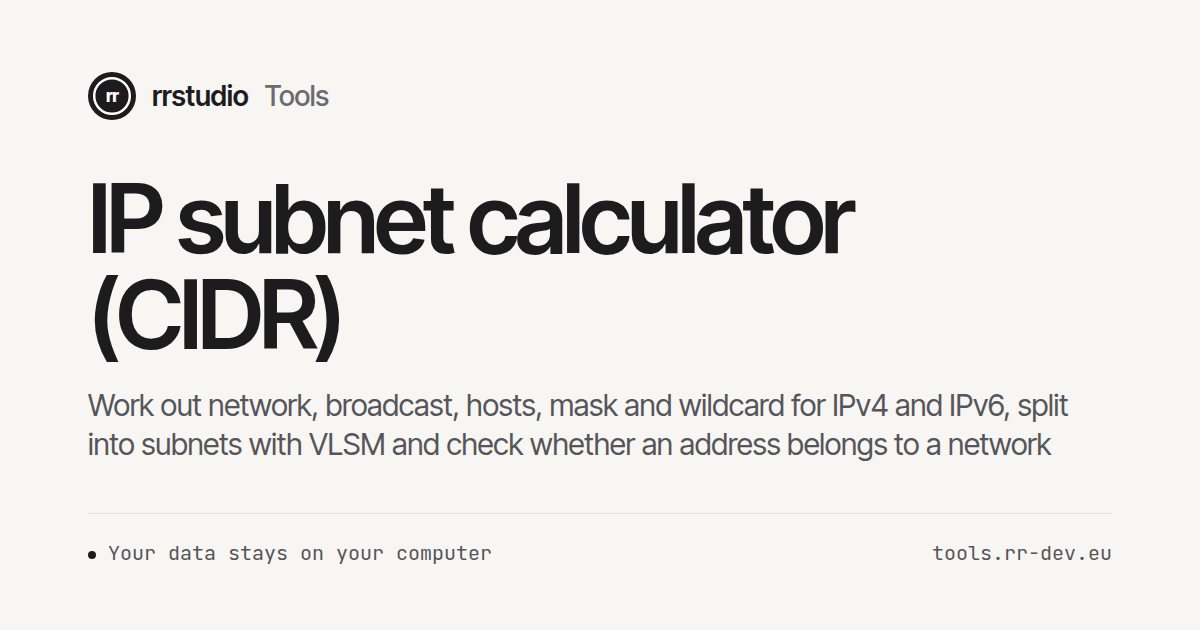 rr rrstudio Tools
IP subnet calculator
(CIDR)
Work out network, broadcast, hosts, mask and wildcard for IPv4 and IPv6, split
into subnets with VLSM and check whether an address belongs to a network
Your data stays on your computer
tools.rr-dev.eu